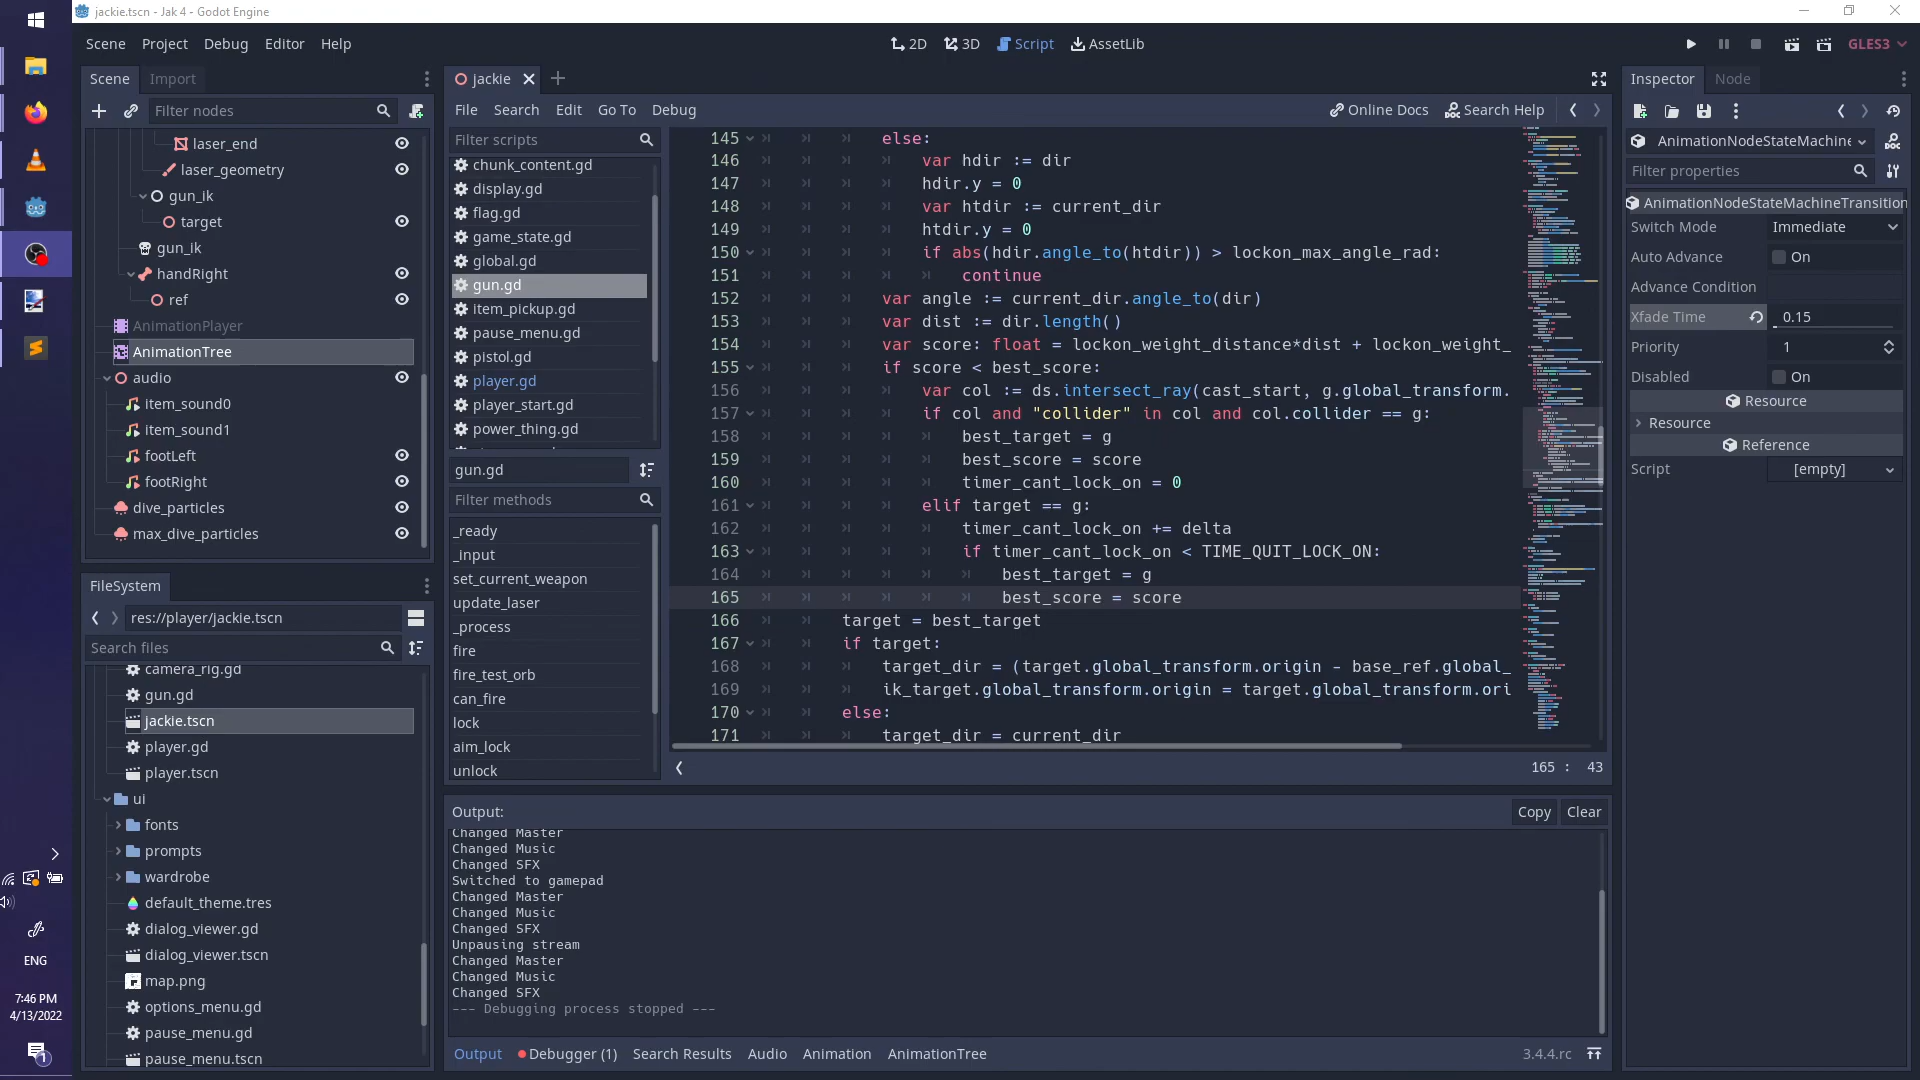 jackie.tscn - Jak 4 - Godot Engine
Scene Project Debug Editor Help
2D 3D Script AssetLib
GLES3
Scene Import
Filter nodes
laser_end
laser_geometry
gun_ik
target
gun_ik
handRight
ref
AnimationPlayer
AnimationTree
audio
item_sound0
item_sound1
footLeft
footRight
dive_particles
max_dive_particles
FileSystem
res://player/jackie.tscn
Search files
camera_rig.gd
gun.gd
jackie.tscn
player.gd
player.tscn
ui
fonts
prompts
wardrobe
default_theme.tres
dialog_viewer.gd
dialog_viewer.tscn
map.png
options_menu.gd
pause_menu.gd
pause_menu.tscn
jackie
File Search Edit Go To Debug
Online Docs Search Help
Filter scripts
chunk_content.gd
display.gd
flag.gd
game_state.gd
global.gd
gun.gd
item_pickup.gd
pause_menu.gd
pistol.gd
player.gd
player_start.gd
power_thing.gd
gun.gd
Filter methods
_ready
_input
set_current_weapon
update_laser
_process
fire
fire_test_orb
can_fire
lock
aim_lock
unlock
145 else:
146 var hdir := dir
147 hdir.y = 0
148 var htdir := current_dir
149 htdir.y = 0
150 if abs(hdir.angle_to(htdir)) > lockon_max_angle_rad:
151 continue
152 var angle := current_dir.angle_to(dir)
153 var dist := dir.length()
154 var score: float = lockon_weight_distance*dist + lockon_weight_
155 if score < best_score:
156 var col := ds.intersect_ray(cast_start, g.global_transform.
157 if col and "collider" in col and col.collider == g:
158 best_target = g
159 best_score = score
160 timer_cant_lock_on = 0
161 elif target == g:
162 timer_cant_lock_on += delta
163 if timer_cant_lock_on < TIME_QUIT_LOCK_ON:
164 best_target = g
165 best_score = score
166 target = best_target
167 if target:
168 target_dir = (target.global_transform.origin - base_ref.global_
169 ik_target.global_transform.origin = target.global_transform.ori
170 else:
171 target_dir = current_dir
165 : 43
Output:
Copy Clear
Changed Master
Changed Music
Changed SFX
Switched to gamepad
Changed Master
Changed Music
Changed SFX
Unpausing stream
Changed Master
Changed Music
Changed SFX
--- Debugging process stopped ---
Output Debugger (1) Search Results Audio Animation AnimationTree
3.4.4.rc
Inspector Node
AnimationNodeStateMachine
Filter properties
AnimationNodeStateMachineTransition
Switch Mode Immediate
Auto Advance On
Advance Condition
Xfade Time 0.15
Priority 1
Disabled On
Resource
Resource
Reference
Script [empty]
ENG
7:46 PM
4/13/2022
1